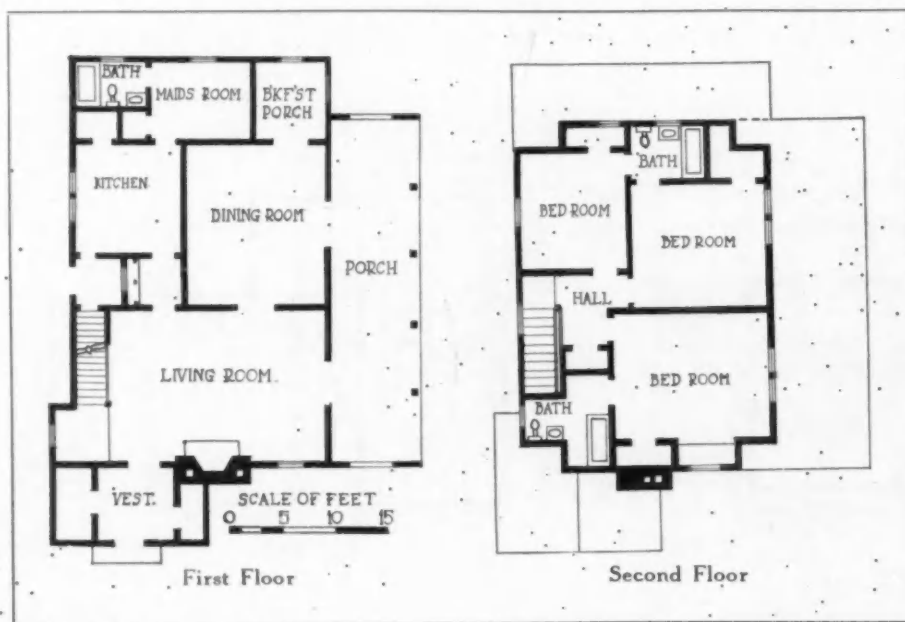 BATH
MAIDS ROOM
BKF'ST
PORCH
KITCHEN
DINING ROOM
PORCH
LIVING ROOM.
VEST.
SCALE OF FEET
0 5 10 15
First Floor
BATH
BED ROOM
BED ROOM
HALL
BED ROOM
BATH
Second Floor